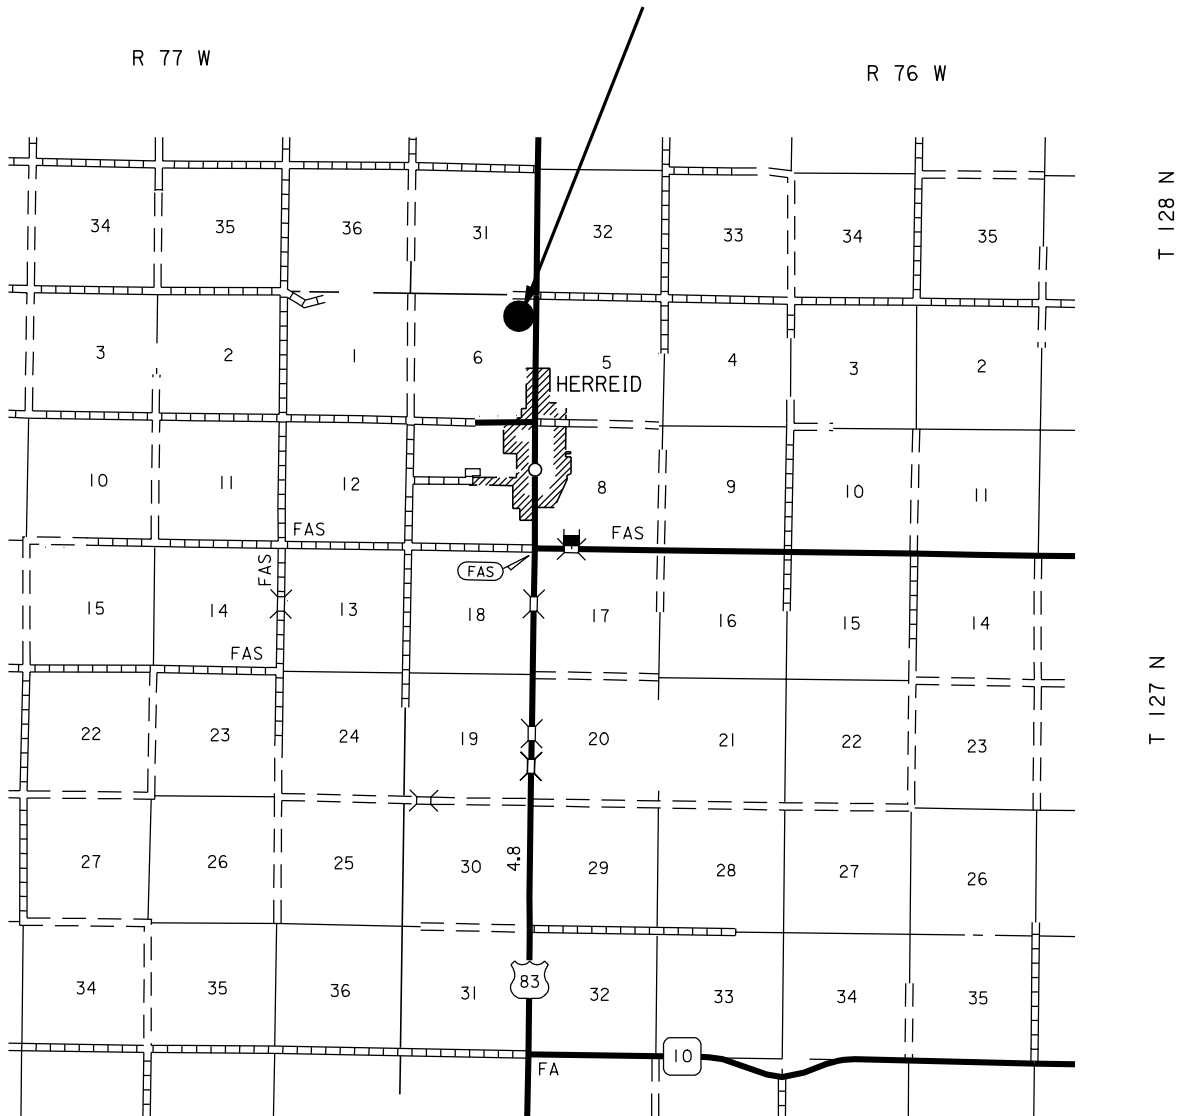 R 77 W
R 76 W
T 128 N
34 35 36 31 32 33 34 35
3 2 1 6 5 4 3 2
HERREID
10 11 12 8 9 10 11
FAS FAS
FAS
FAS
15 14 13 18 17 16 15 14
FAS
T 127 N
22 23 24 19 20 21 22 23
27 26 25 30 4.8 29 28 27 26
34 35 36 31 83 32 33 34 35
10
FA